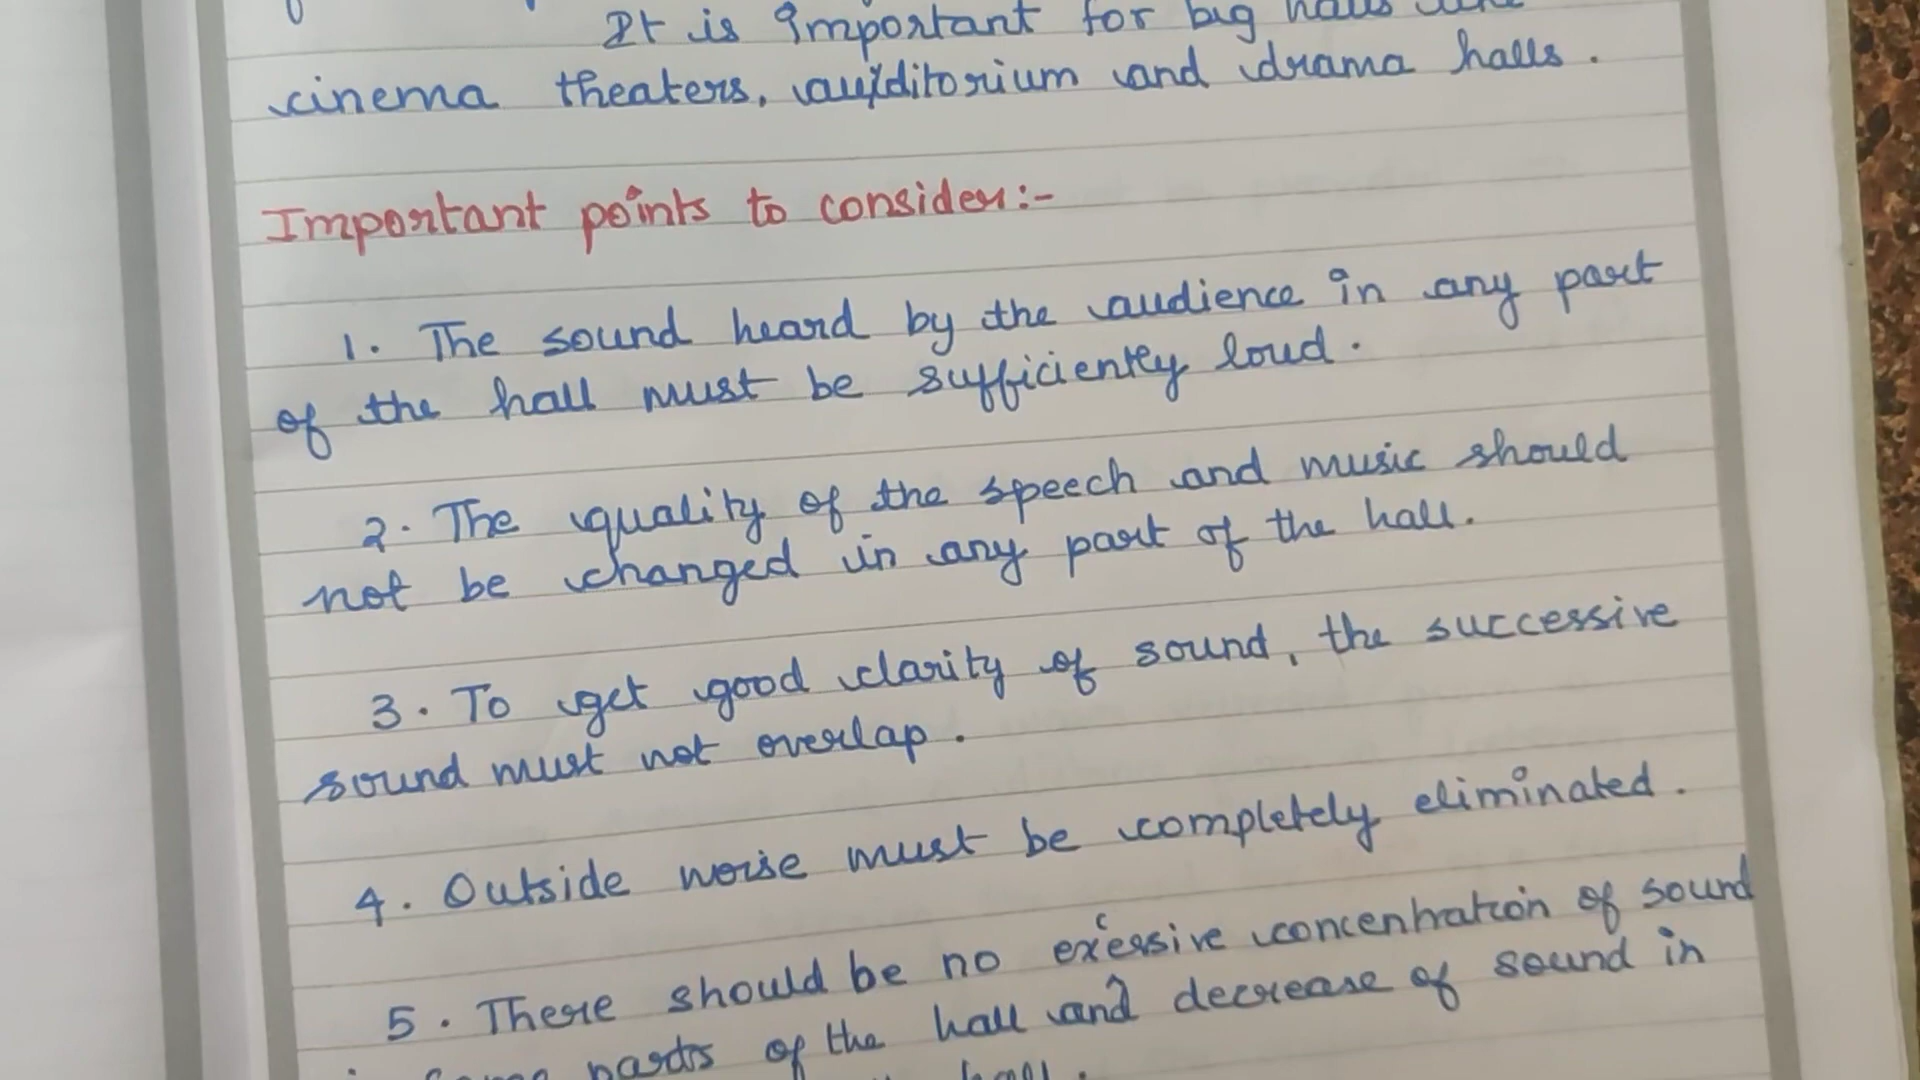 It is important for big halls like
cinema theaters, auditorium and drama halls.
Important points to consider:-
1. The sound heard by the audience in any part
of the hall must be sufficiently loud.
2. The quality of the speech and music should
not be changed in any part of the hall.
3. To get good clarity of sound, the successive
sound must not overlap.
4. Outside noise must be completely eliminated.
5. There should be no excessive concentration of sound
in some parts of the hall and decrease of sound in
hall.